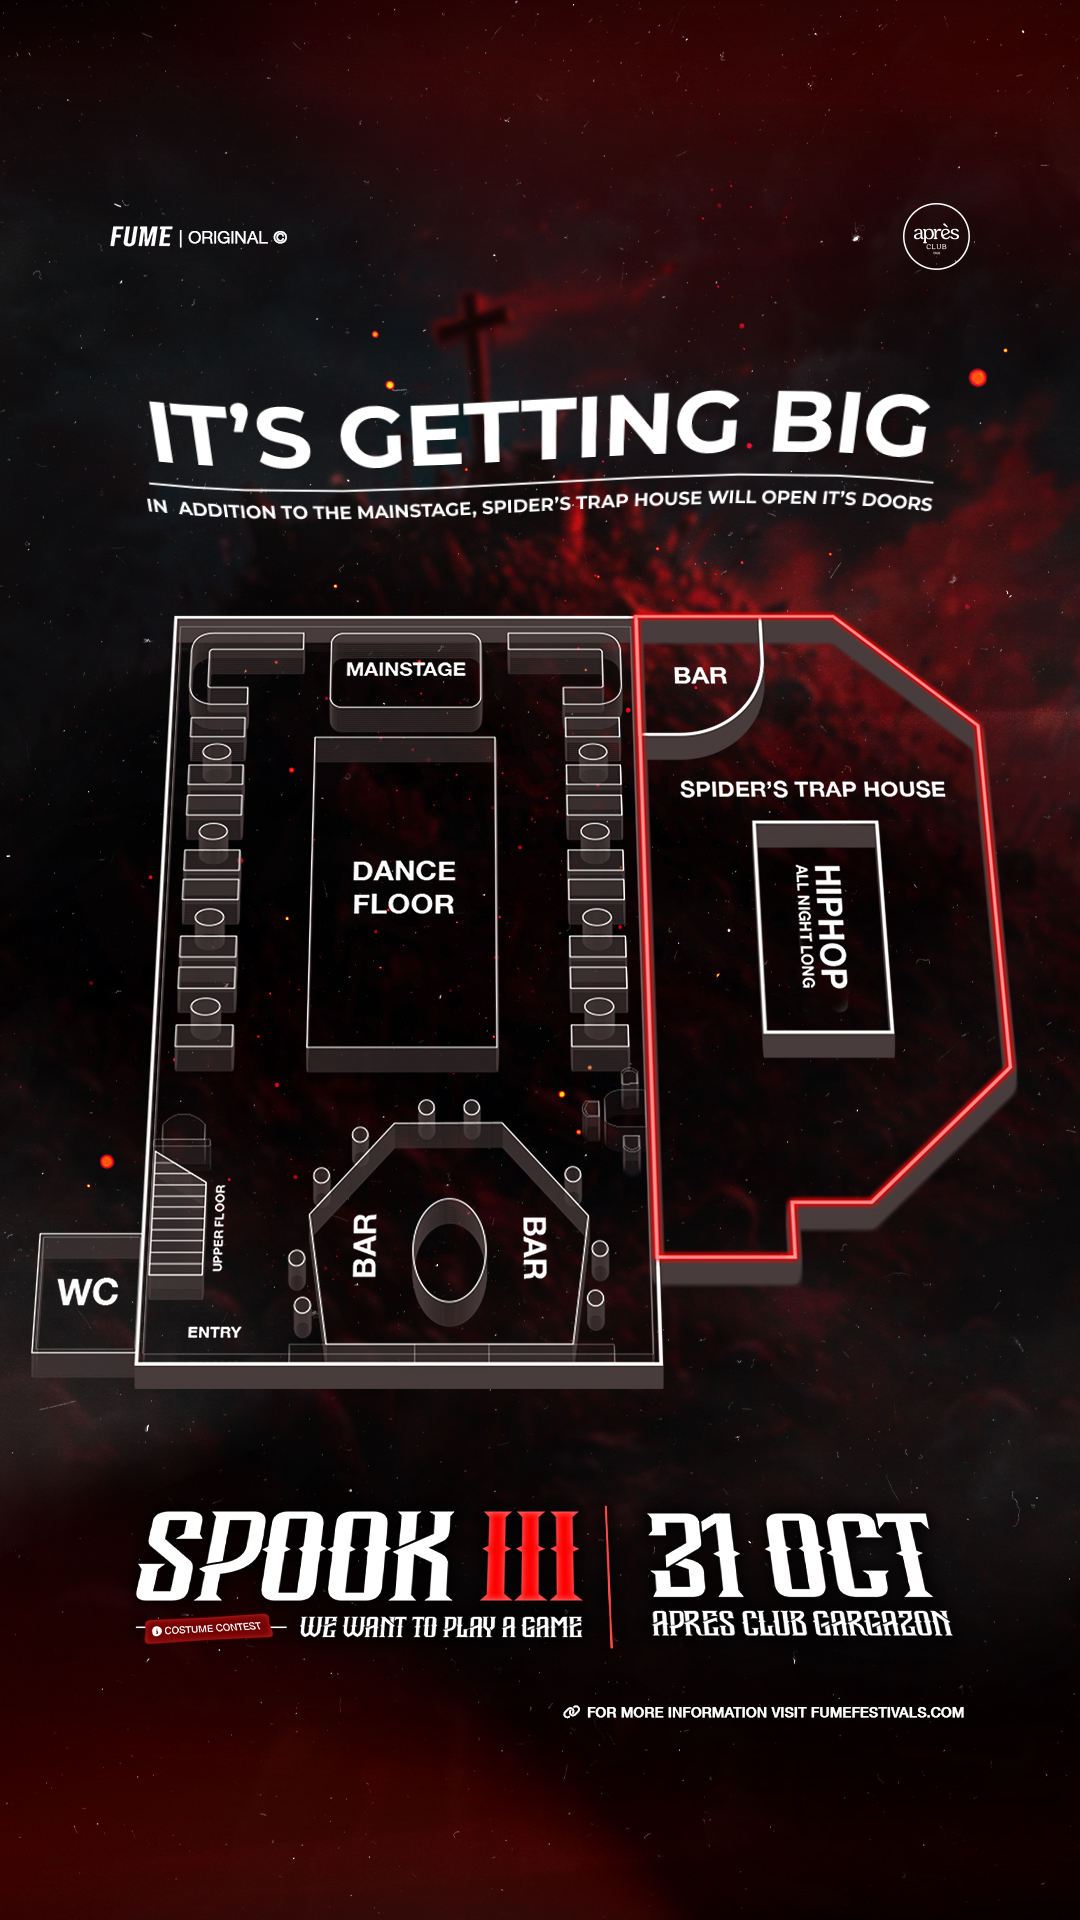 FUME | ORIGINAL ©
après
CLUB
IT'S GETTING BIG
IN ADDITION TO THE MAINSTAGE, SPIDER'S TRAP HOUSE WILL OPEN IT'S DOORS
MAINSTAGE
BAR
SPIDER'S TRAP HOUSE
DANCE
FLOOR
HIPHOP
ALL NIGHT LONG
UPPER FLOOR
BAR
BAR
WC
ENTRY
SPOOK III
31 OCT
COSTUME CONTEST
WE WANT TO PLAY A GAME
APRES CLUB GARGAZON
FOR MORE INFORMATION VISIT FUMEFESTIVALS.COM